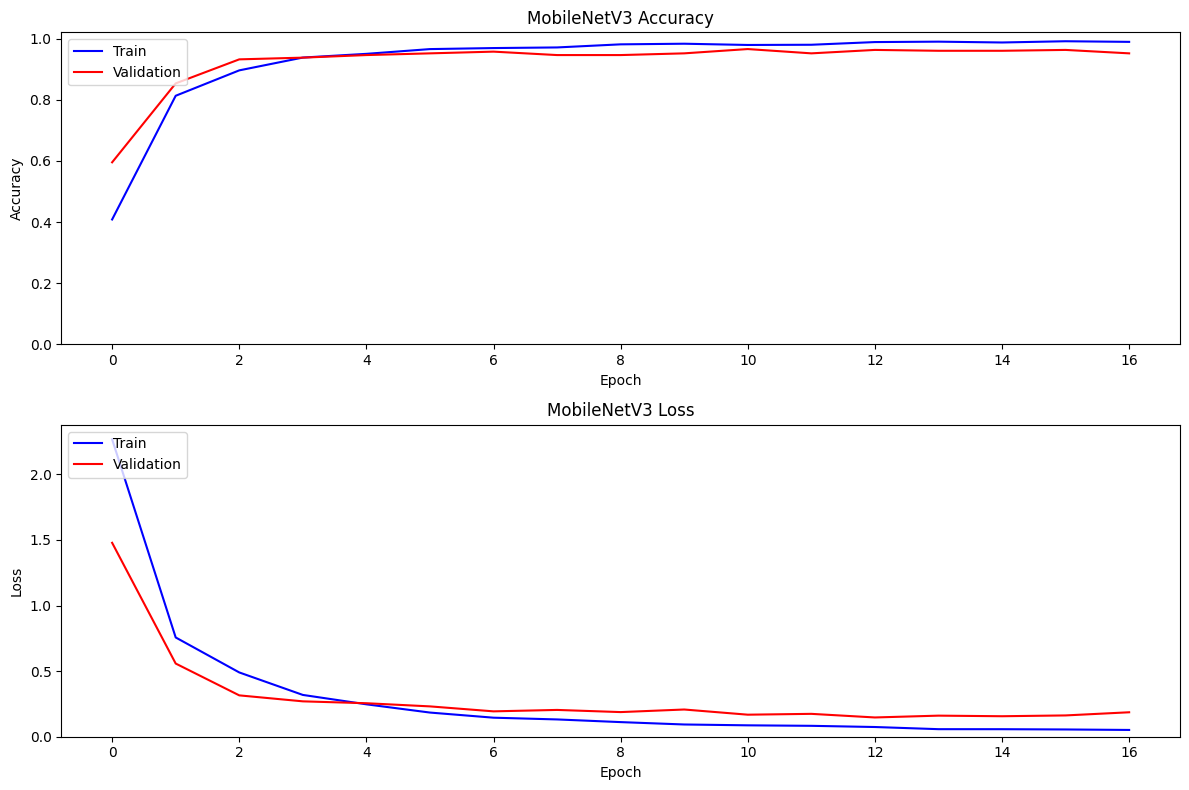 MobileNetV3 Accuracy
Train
Validation
1.0
0.8
0.6
0.4
0.2
0.0
Accuracy
0 2 4 6 8 10 12 14 16
Epoch
MobileNetV3 Loss
Train
Validation
2.0
1.5
1.0
0.5
0.0
Loss
0 2 4 6 8 10 12 14 16
Epoch